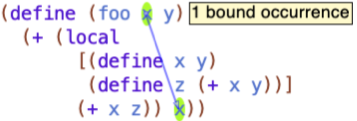 (define (foo x y) 1 bound occurrence
(+ (local
[(define x y)
(define z (+ x y))]
(+ x z)) x))